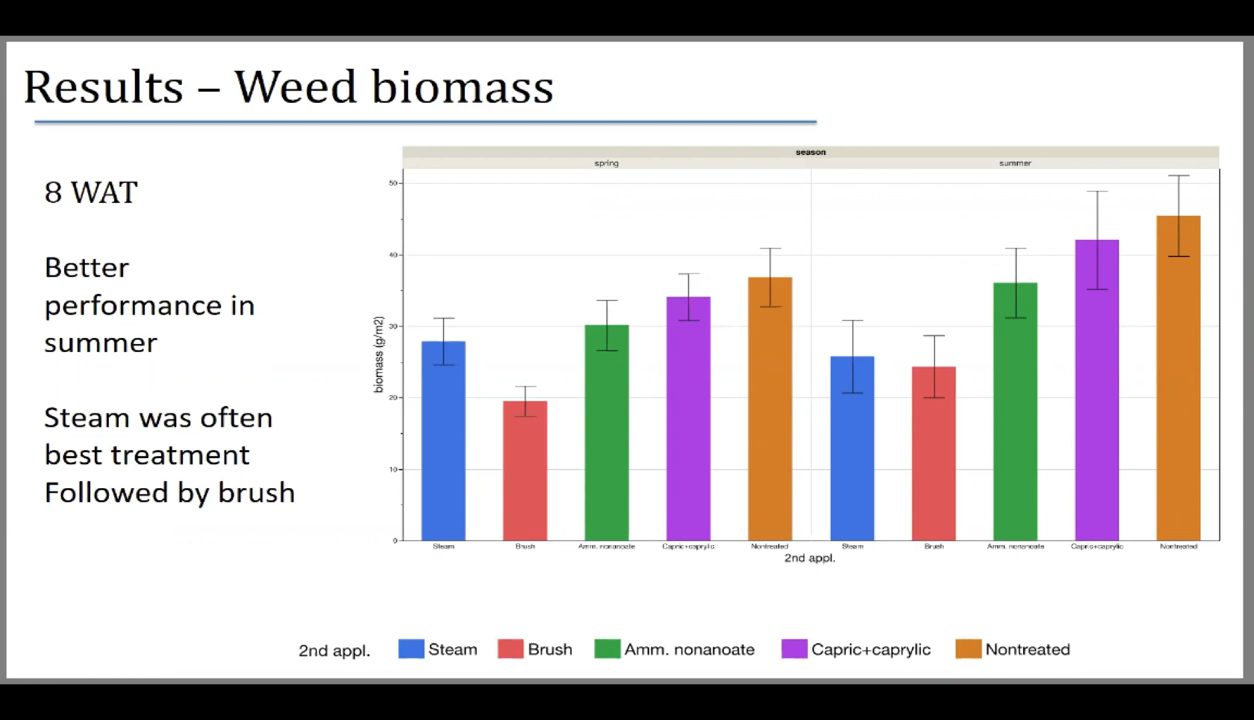 Results – Weed biomass
8 WAT
Better
performance in
summer
Steam was often
best treatment
Followed by brush
season
spring
summer
biomass (g/m2)
50
40
30
20
10
0
Steam
Brush
Amm. nonanoate
Capric+caprylic
Nontreated
Steam
Brush
Amm. nonanoate
Capric+caprylic
Nontreated
2nd appl.
2nd appl. Steam Brush Amm. nonanoate Capric+caprylic Nontreated